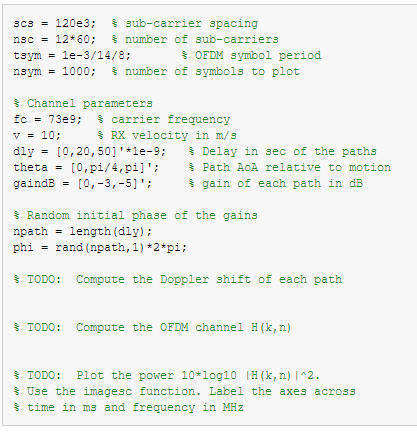 scs = 120e3;  % sub-carrier spacing
nsc = 12*60;  % number of sub-carriers
tsym = 1e-3/14/8;       % OFDM symbol period
nsym = 1000;  % number of symbols to plot
% Channel parameters
fc = 73e9;  % carrier frequency
v = 10;     % RX velocity in m/s
dly = [0,20,50]'*1e-9;   % Delay in sec of the paths
theta = [0,pi/4,pi]';    % Path AoA relative to motion
gaindB = [0,-3,-5]';     % gain of each path in dB
% Random initial phase of the gains
npath = length(dly);
phi = rand(npath,1)*2*pi;
% TODO:  Compute the Doppler shift of each path
% TODO:  Compute the OFDM channel H(k,n)
% TODO:  Plot the power 10*log10 |H(k,n)|^2.
% Use the imagesc function. Label the axes across
% time in ms and frequency in MHz